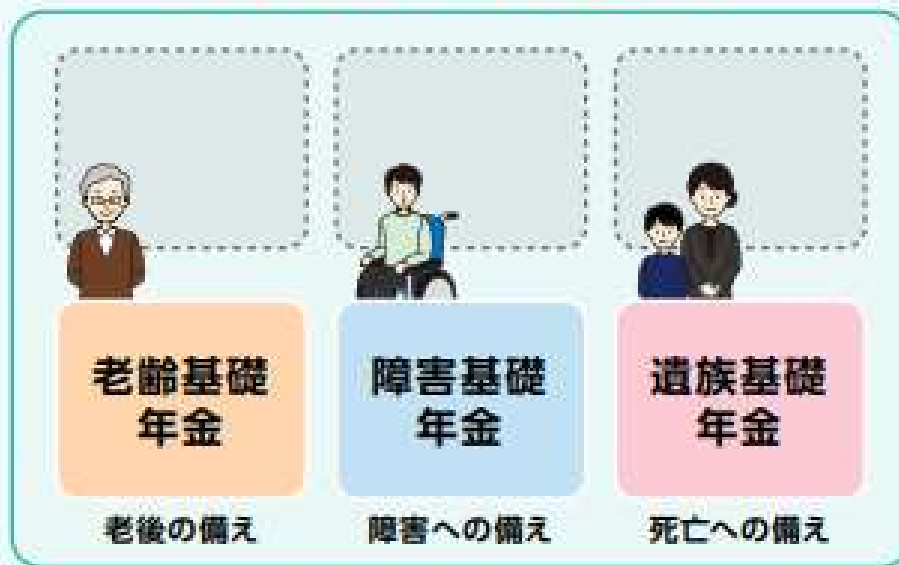 老齢基礎
年金
障害基礎
年金
遺族基礎
年金
老後の備え
障害への備え
死亡への備え